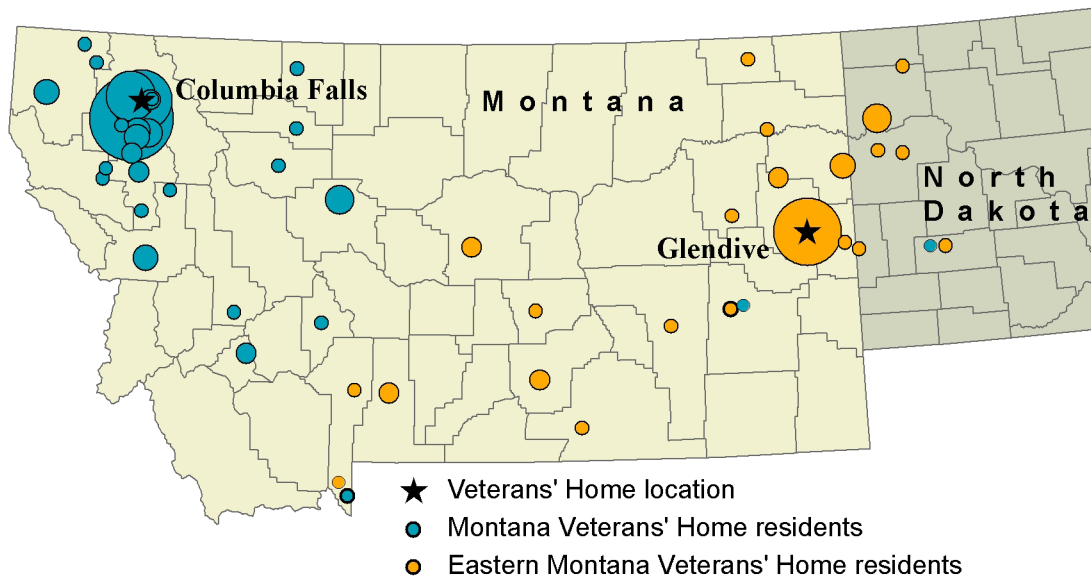 Columbia Falls
Montana
North
Dakota
Glendive
Veterans' Home location
Montana Veterans' Home residents
Eastern Montana Veterans' Home residents